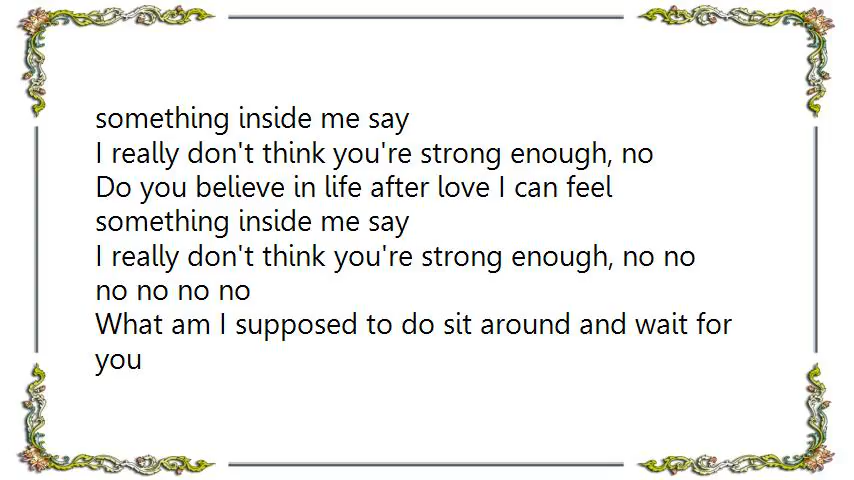 something inside me say
I really don't think you're strong enough, no
Do you believe in life after love I can feel
something inside me say
I really don't think you're strong enough, no no
no no no no
What am I supposed to do sit around and wait for
you